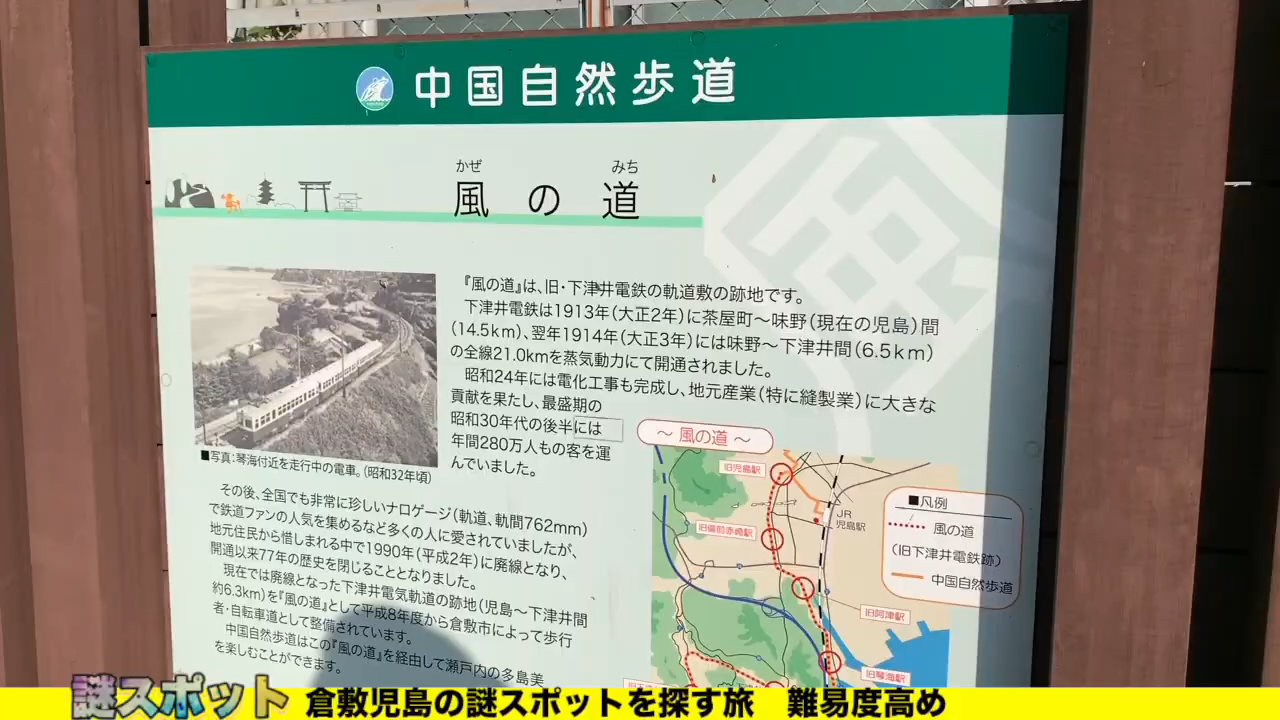 中国自然歩道
かぜ みち
風の道
『風の道』は、旧・下津井電鉄の軌道敷の跡地です。
下津井電鉄は1913年(大正2年)に茶屋町～味野(現在の児島)間
(14.5km)、翌年1914年(大正3年)には味野～下津井間(6.5km)
の全線21.0kmを蒸気動力にて開通されました。
昭和24年には電化工事も完成し、地元産業(特に縫製業)に大きな
貢献を果たし、最盛期の
昭和30年代の後半には
年間280万人もの客を運
んでいました。
■写真:琴海付近を走行中の電車。(昭和32年頃)
その後、全国でも非常に珍しいナロゲージ(軌道、軌間762mm)
で鉄道ファンの人気を集めるなど多くの人に愛されていましたが、
地元住民から惜しまれる中で1990年(平成2年)に廃線となり、
開通以来77年の歴史を閉じることとなりました。
現在では廃線となった下津井電気軌道の跡地(児島～下津井間
約6.3km)を『風の道』として平成8年度から倉敷市によって歩行
者・自転車道として整備されています。
中国自然歩道はこの『風の道』を経由して瀬戸内の多島美
を楽しむことができます。
～ 風の道 ～
旧児島駅
JR
児島駅
旧備前赤崎駅
旧阿津駅
旧琴海駅
■凡例
風の道
(旧下津井電鉄跡)
中国自然歩道
謎スポット 倉敷児島の謎スポットを探す旅 難易度高め